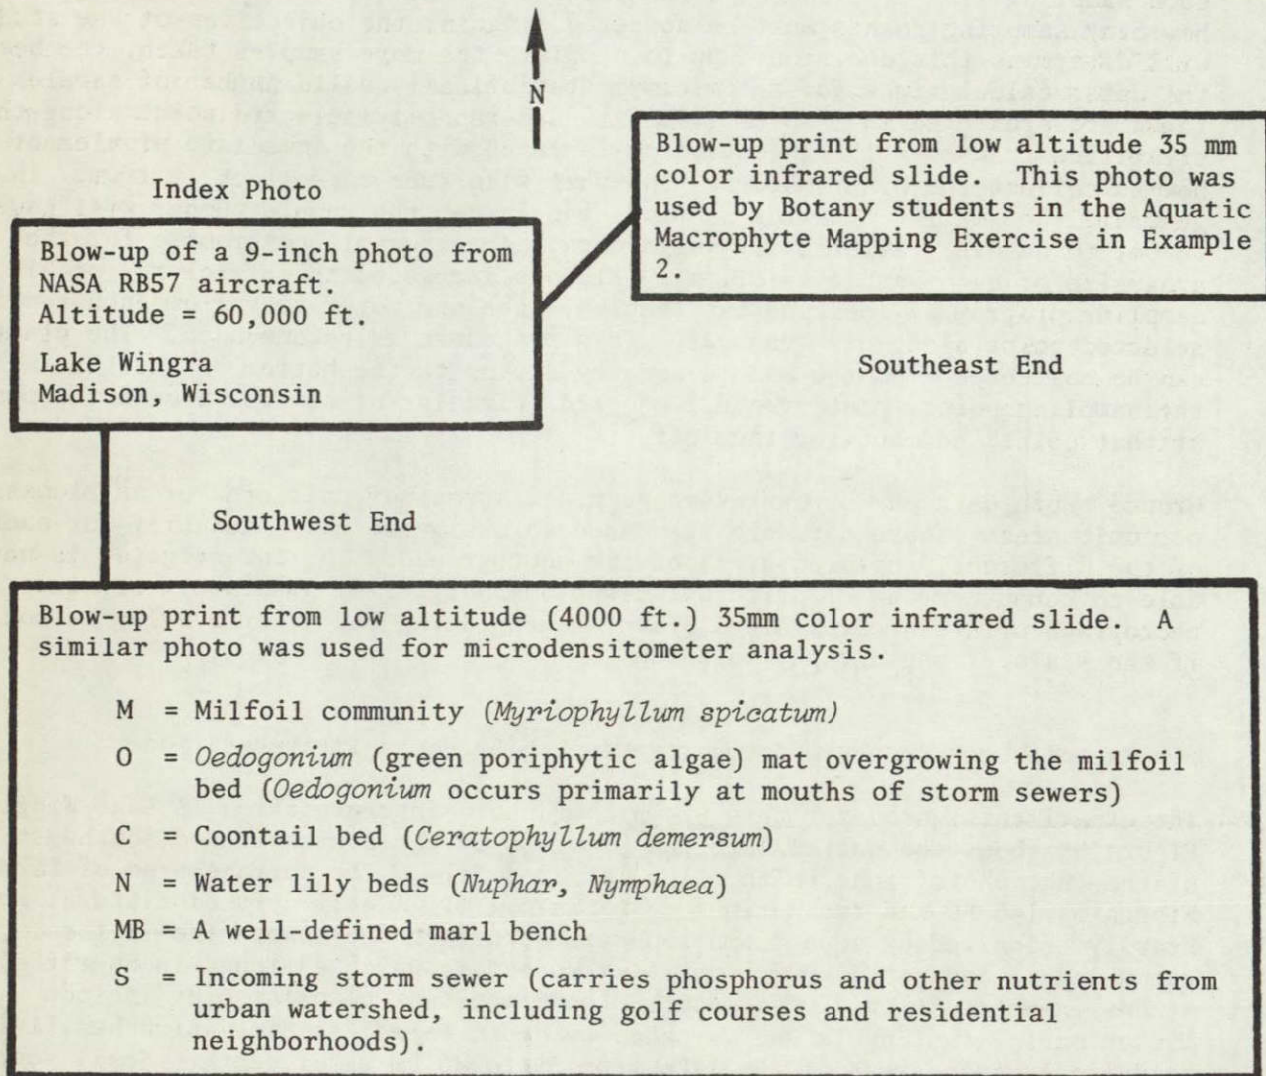 N
Index Photo
Blow-up of a 9-inch photo from
NASA RB57 aircraft.
Altitude = 60,000 ft.
Lake Wingra
Madison, Wisconsin
Blow-up print from low altitude 35 mm
color infrared slide. This photo was
used by Botany students in the Aquatic
Macrophyte Mapping Exercise in Example
2.
Southeast End
Southwest End
Blow-up print from low altitude (4000 ft.) 35mm color infrared slide. A
similar photo was used for microdensitometer analysis.
M = Milfoil community (Myriophyllum spicatum)
O = Oedogonium (green poriphytic algae) mat overgrowing the milfoil
bed (Oedogonium occurs primarily at mouths of storm sewers)
C = Coontail bed (Ceratophyllum demersum)
N = Water lily beds (Nuphar, Nymphaea)
MB = A well-defined marl bench
S = Incoming storm sewer (carries phosphorus and other nutrients from
urban watershed, including golf courses and residential
neighborhoods).